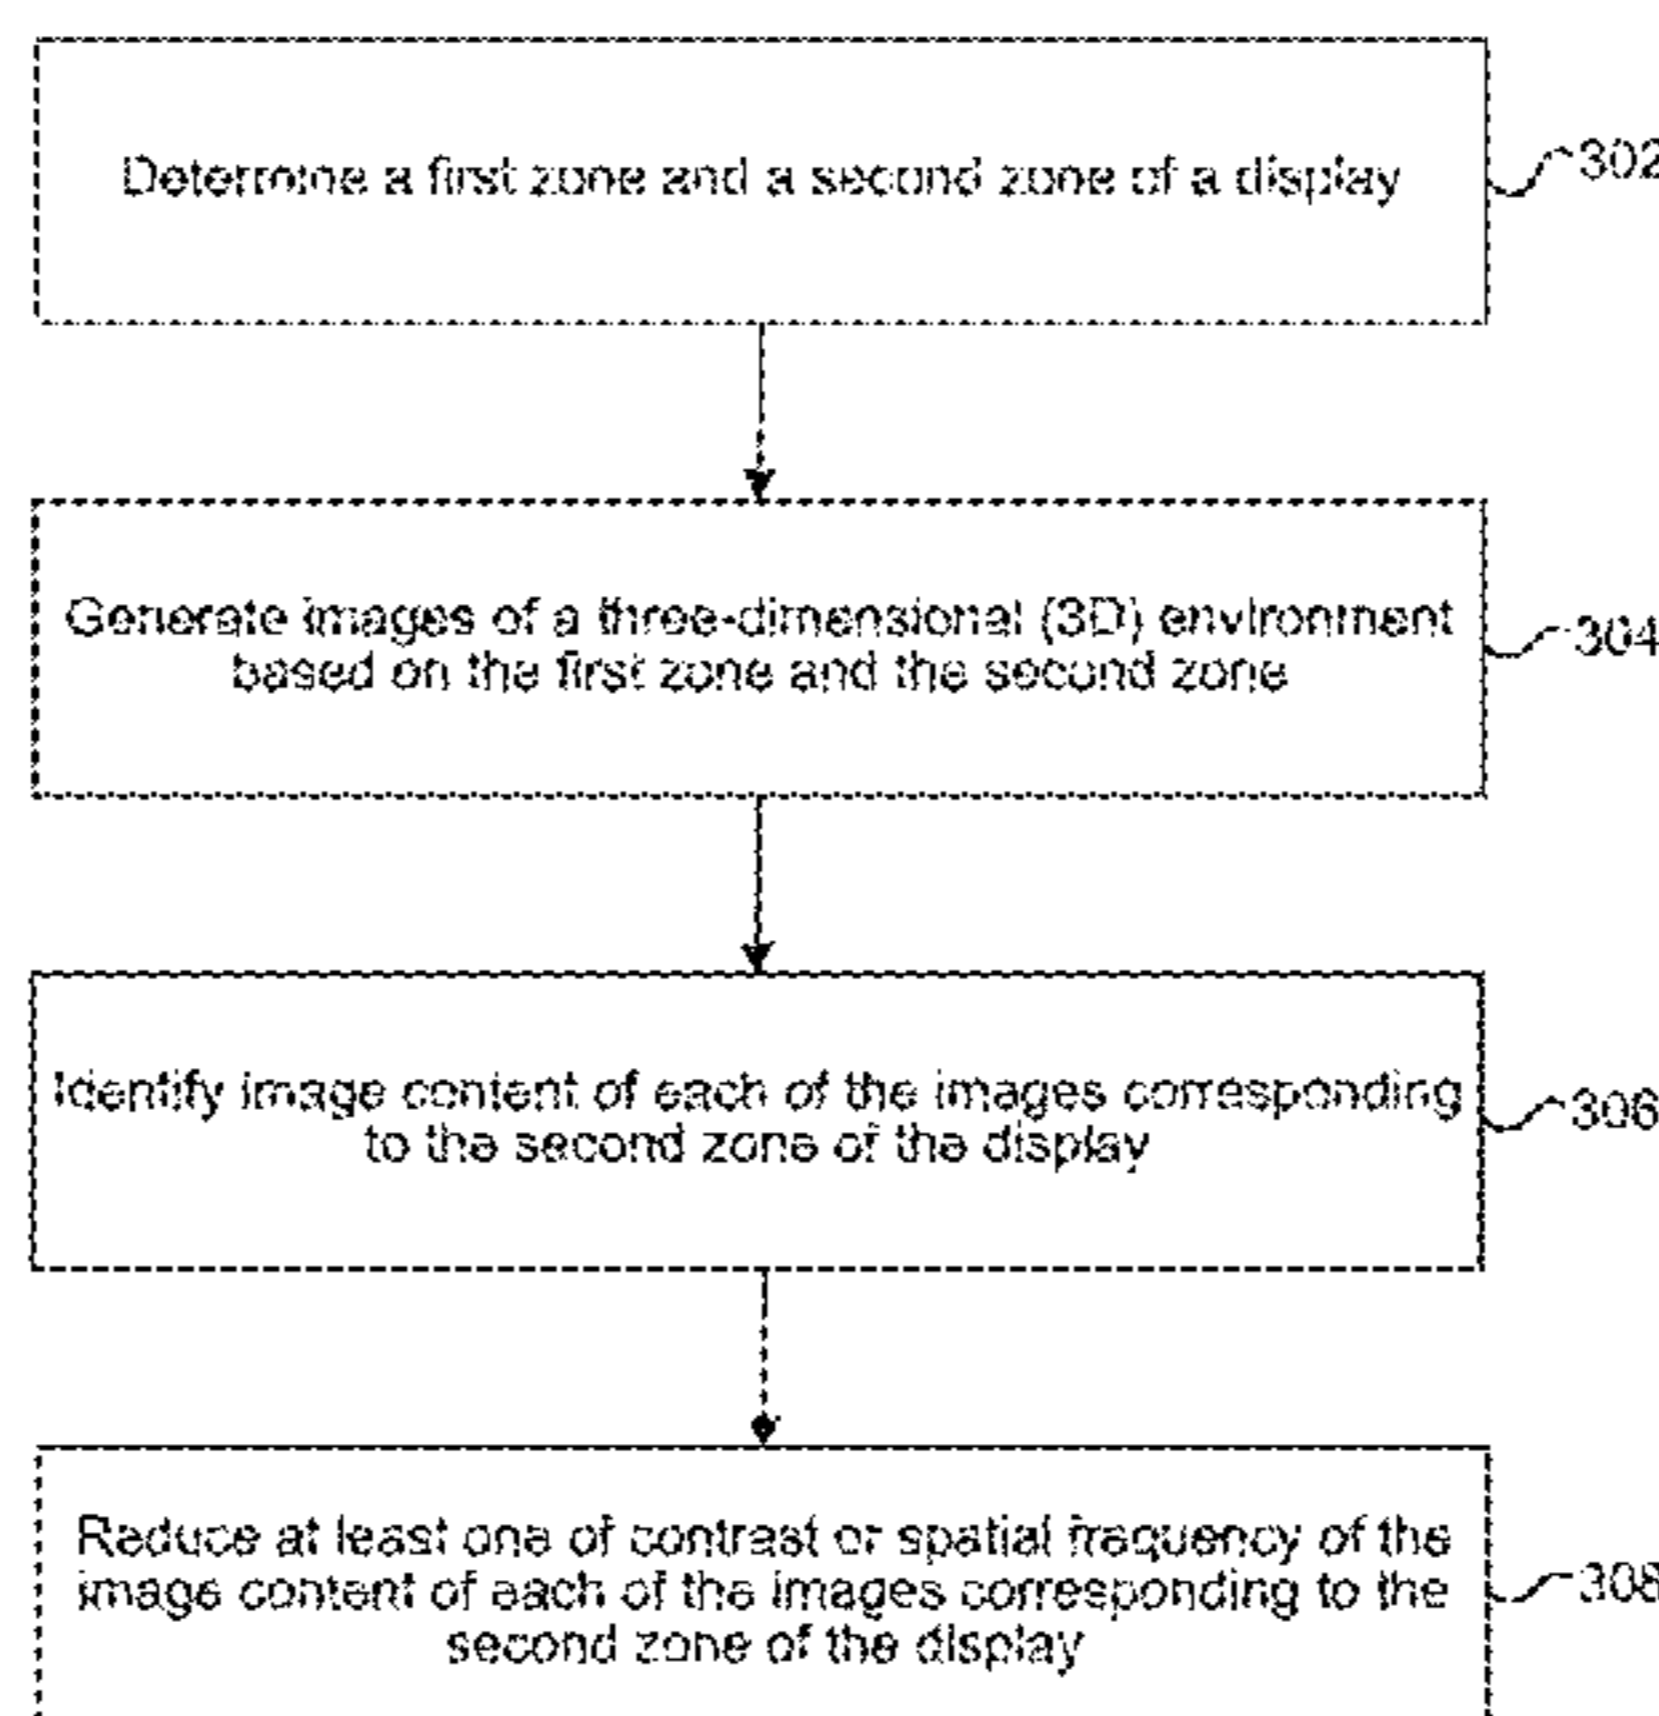 Determine a first zone and a second zone of a display
302
Generate images of a three-dimensional (3D) environment
based on the first zone and the second zone
304
Identify image content of each of the images corresponding
to the second zone of the display
306
Reduce at least one of contrast or spatial frequency of the
image content of each of the images corresponding to the
second zone of the display
308